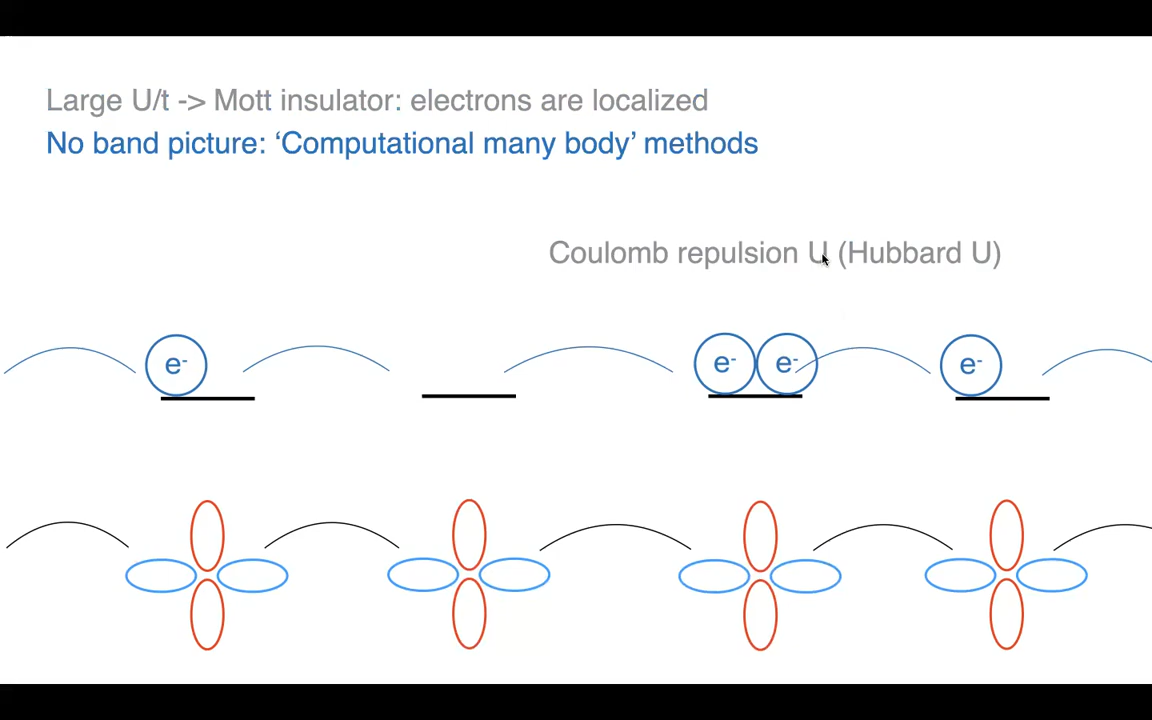 Large U/t -> Mott insulator: electrons are localized
No band picture: ‘Computational many body’ methods
Coulomb repulsion U (Hubbard U)
e- e- e- e-